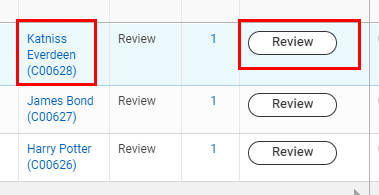 Katniss
Everdeen
(C00628)
Review
1
Review
James Bond
(C00627)
Review
1
Review
Harry Potter
(C00626)
Review
1
Review